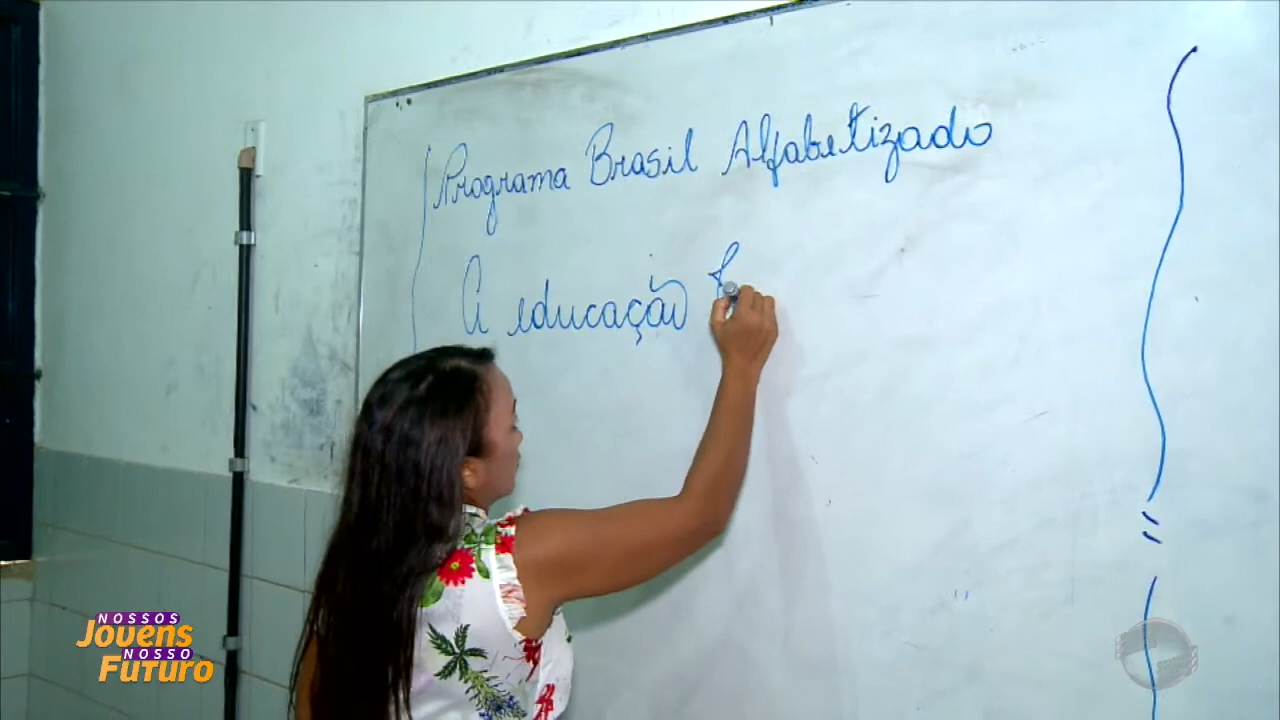 Programa Brasil Alfabetizado
A educação
NOSSOS
JOVENS
NOSSO
FUTURO